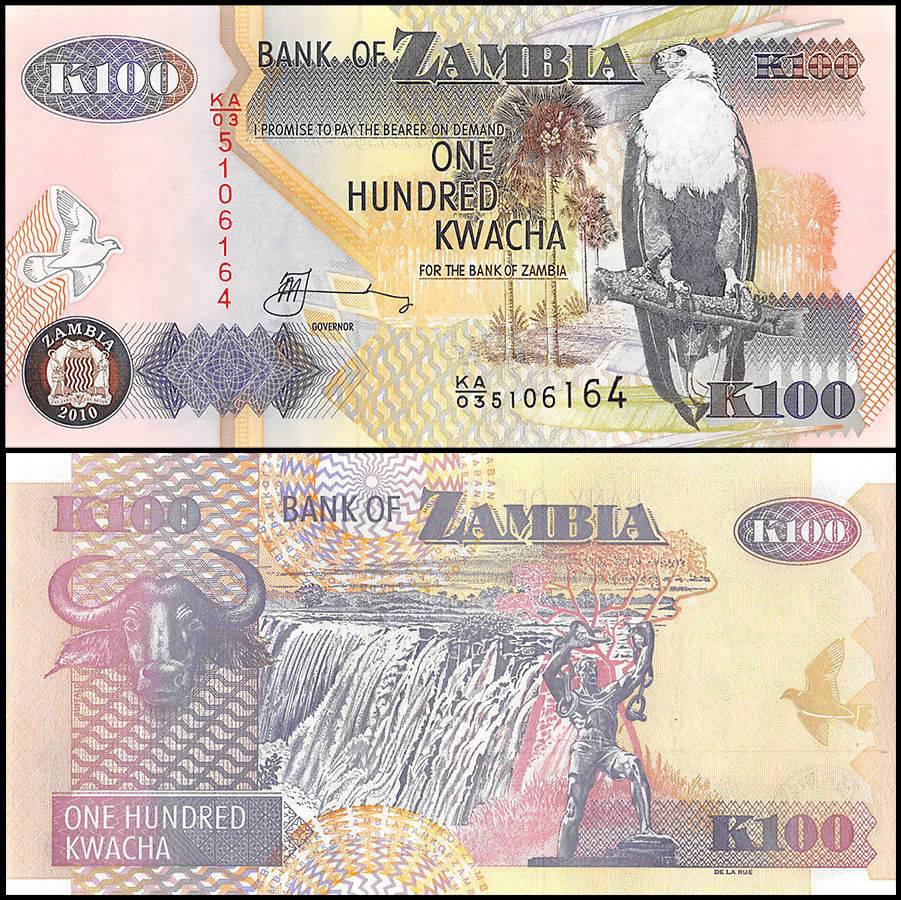 K100
BANK OF ZAMBIA
K100
KA/03 5106164
I PROMISE TO PAY THE BEARER ON DEMAND
ONE
HUNDRED
KWACHA
FOR THE BANK OF ZAMBIA
GOVERNOR
ZAMBIA
2010
KA/03 5106164
K100
K100
BANK OF ZAMBIA
K100
ONE HUNDRED
KWACHA
K100
DE LA RUE